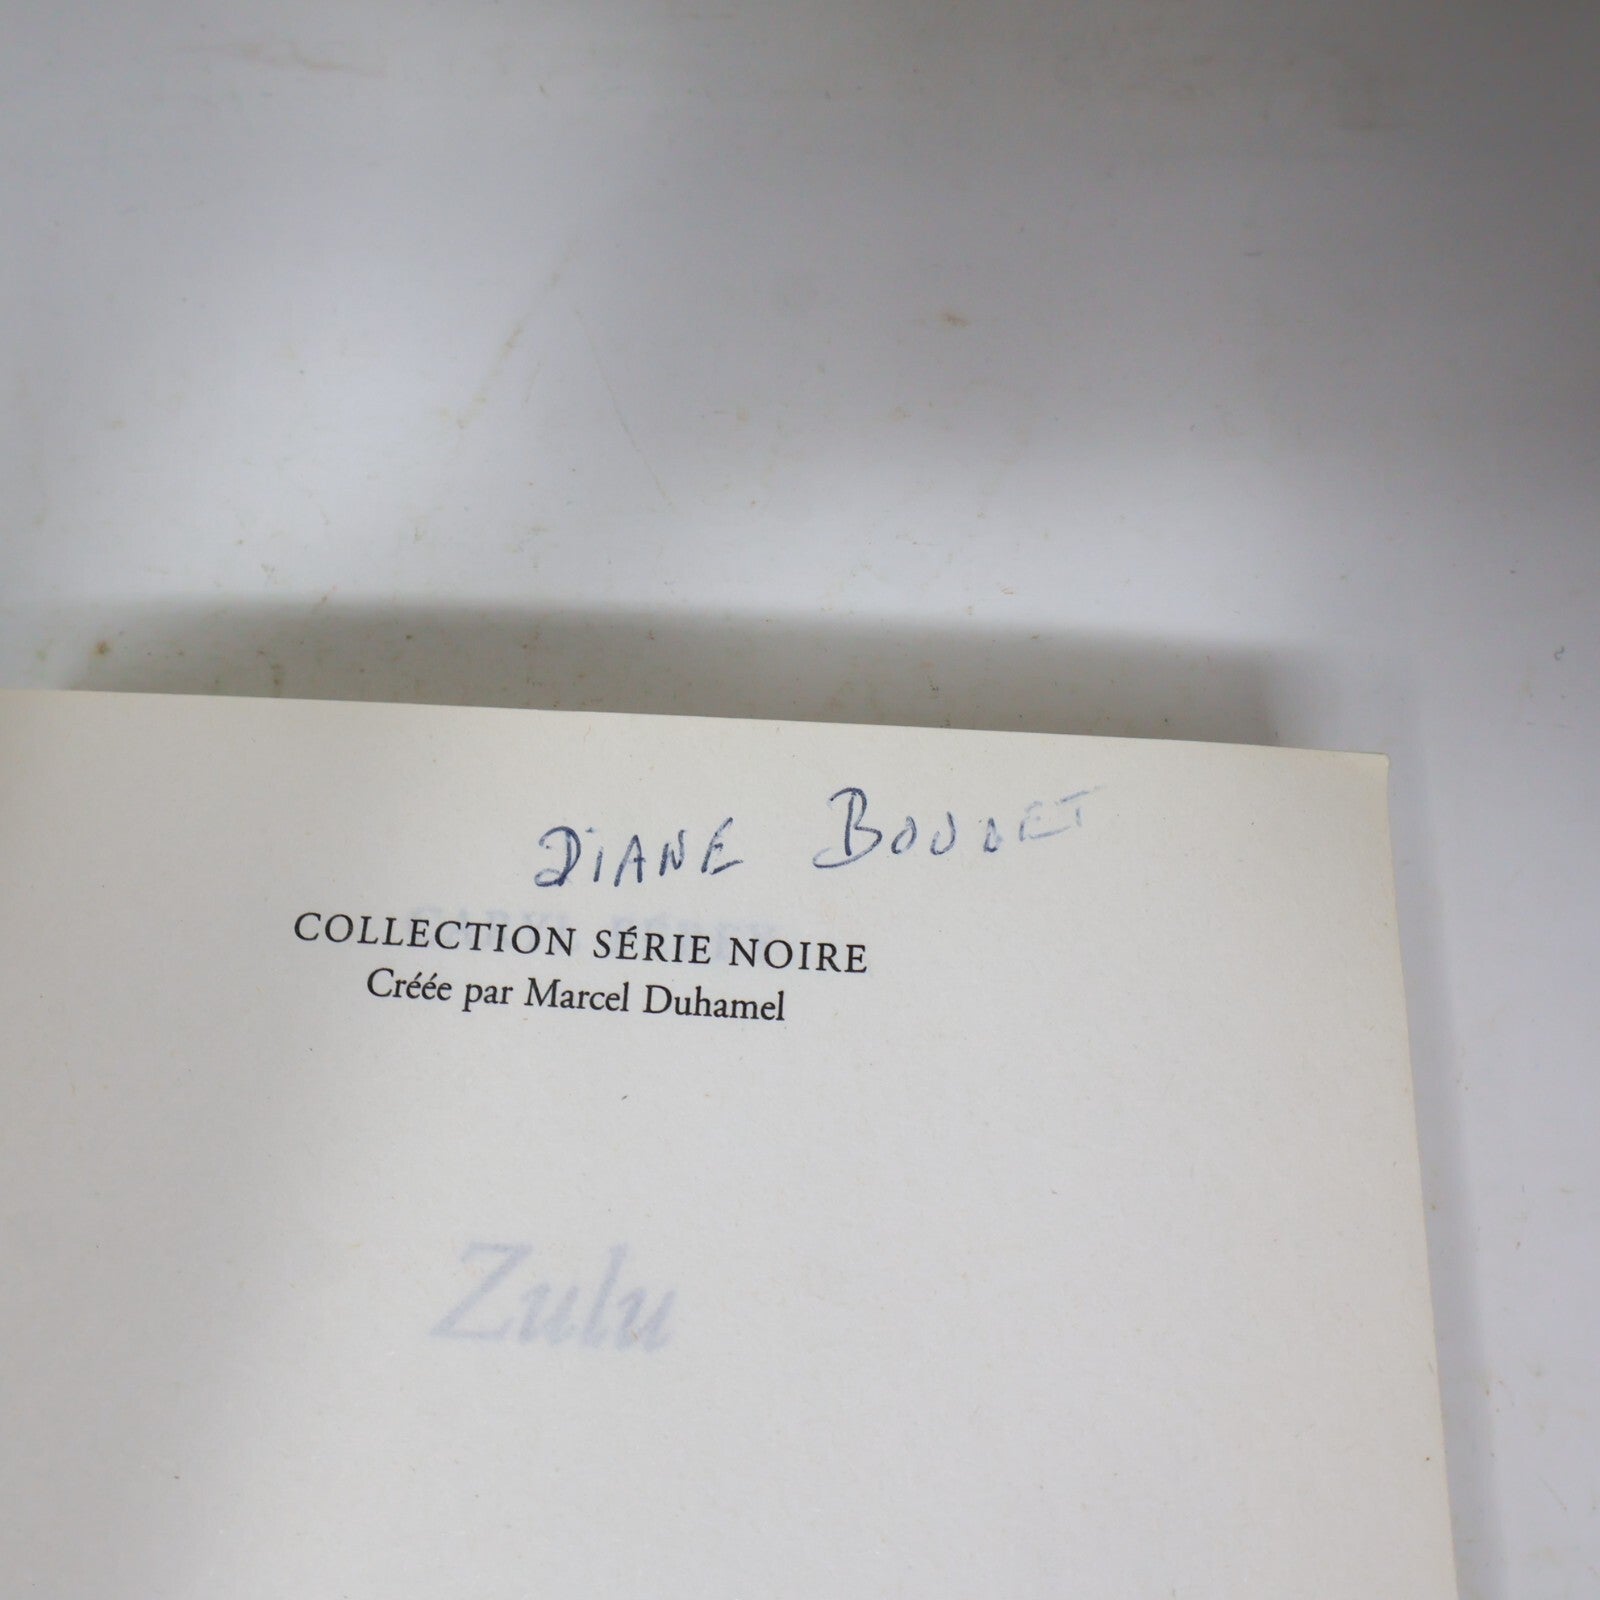 DIANE
COLLECTION SÉRIE NOIRE
Créée par Marcel Duhamel
Zulu